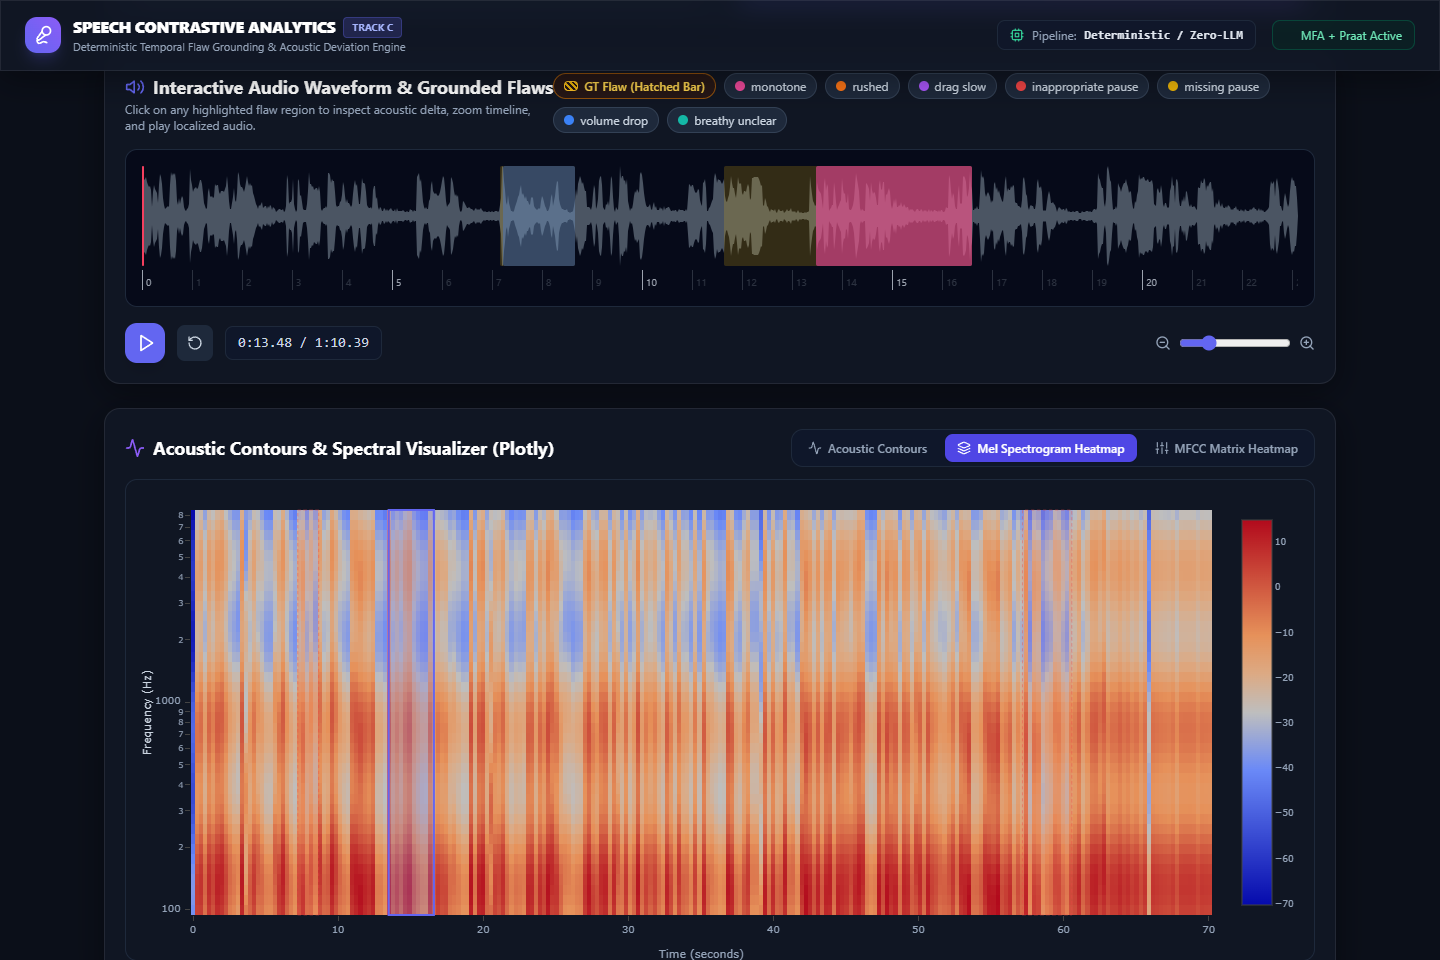 SPEECH CONTRASTIVE ANALYTICS TRACK C
Deterministic Temporal Flaw Grounding & Acoustic Deviation Engine
Pipeline: Deterministic / Zero-LLM
MFA + Praat Active
Interactive Audio Waveform & Grounded Flaws
Click on any highlighted flaw region to inspect acoustic delta, zoom timeline,
and play localized audio.
GT Flaw (Hatched Bar) monotone rushed drag slow inappropriate pause missing pause
volume drop breathy unclear
0 1 2 3 4 5 6 7 8 9 10 11 12 13 14 15 16 17 18 19 20 21 22
0:13.48 / 1:10.39
Acoustic Contours & Spectral Visualizer (Plotly)
Acoustic Contours Mel Spectrogram Heatmap MFCC Matrix Heatmap
Frequency (Hz)
8
7
6
5
4
3
2
1000
9
8
7
6
5
4
3
2
100
0 10 20 30 40 50 60 70
Time (seconds)
10
0
−10
−20
−30
−40
−50
−60
−70